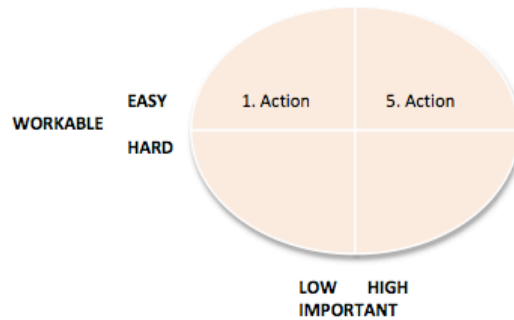 EASY
1. Action
5. Action
WORKABLE
HARD
LOW HIGH
IMPORTANT